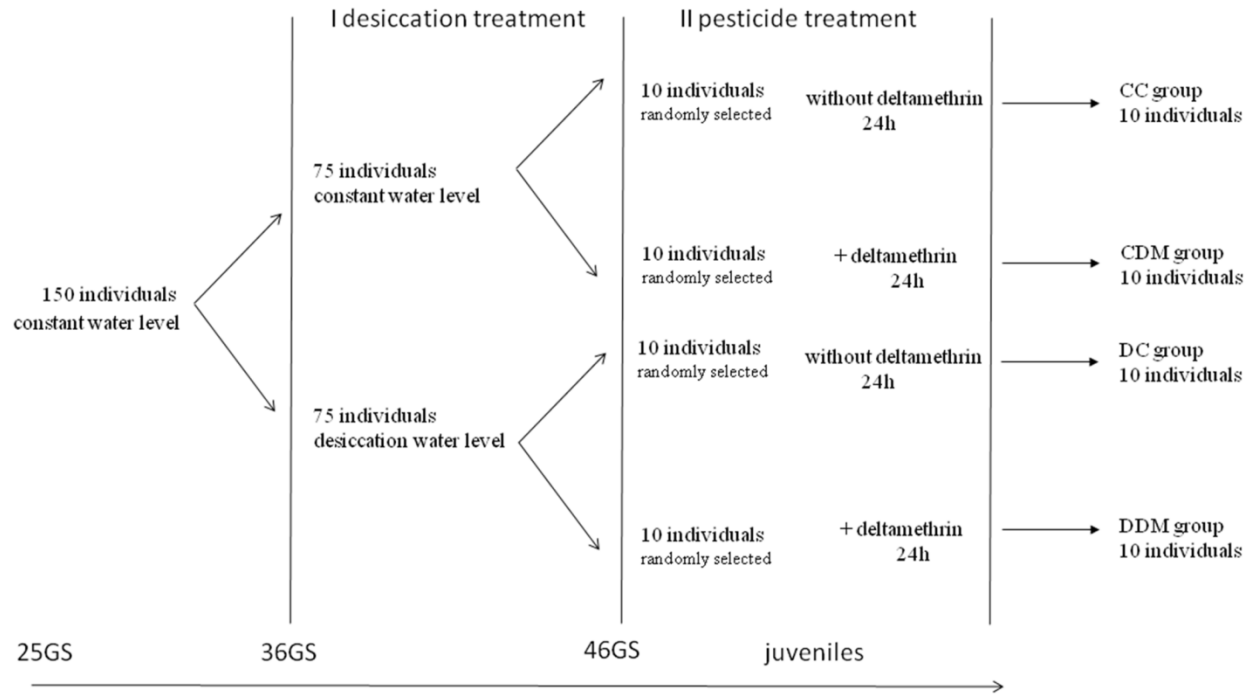 I desiccation treatment
II pesticide treatment
10 individuals
randomly selected
without deltamethrin
24h
CC group
10 individuals
75 individuals
constant water level
10 individuals
randomly selected
+ deltamethrin
24h
CDM group
10 individuals
150 individuals
constant water level
10 individuals
randomly selected
without deltamethrin
24h
DC group
10 individuals
75 individuals
desiccation water level
10 individuals
randomly selected
+ deltamethrin
24h
DDM group
10 individuals
25GS
36GS
46GS
juveniles